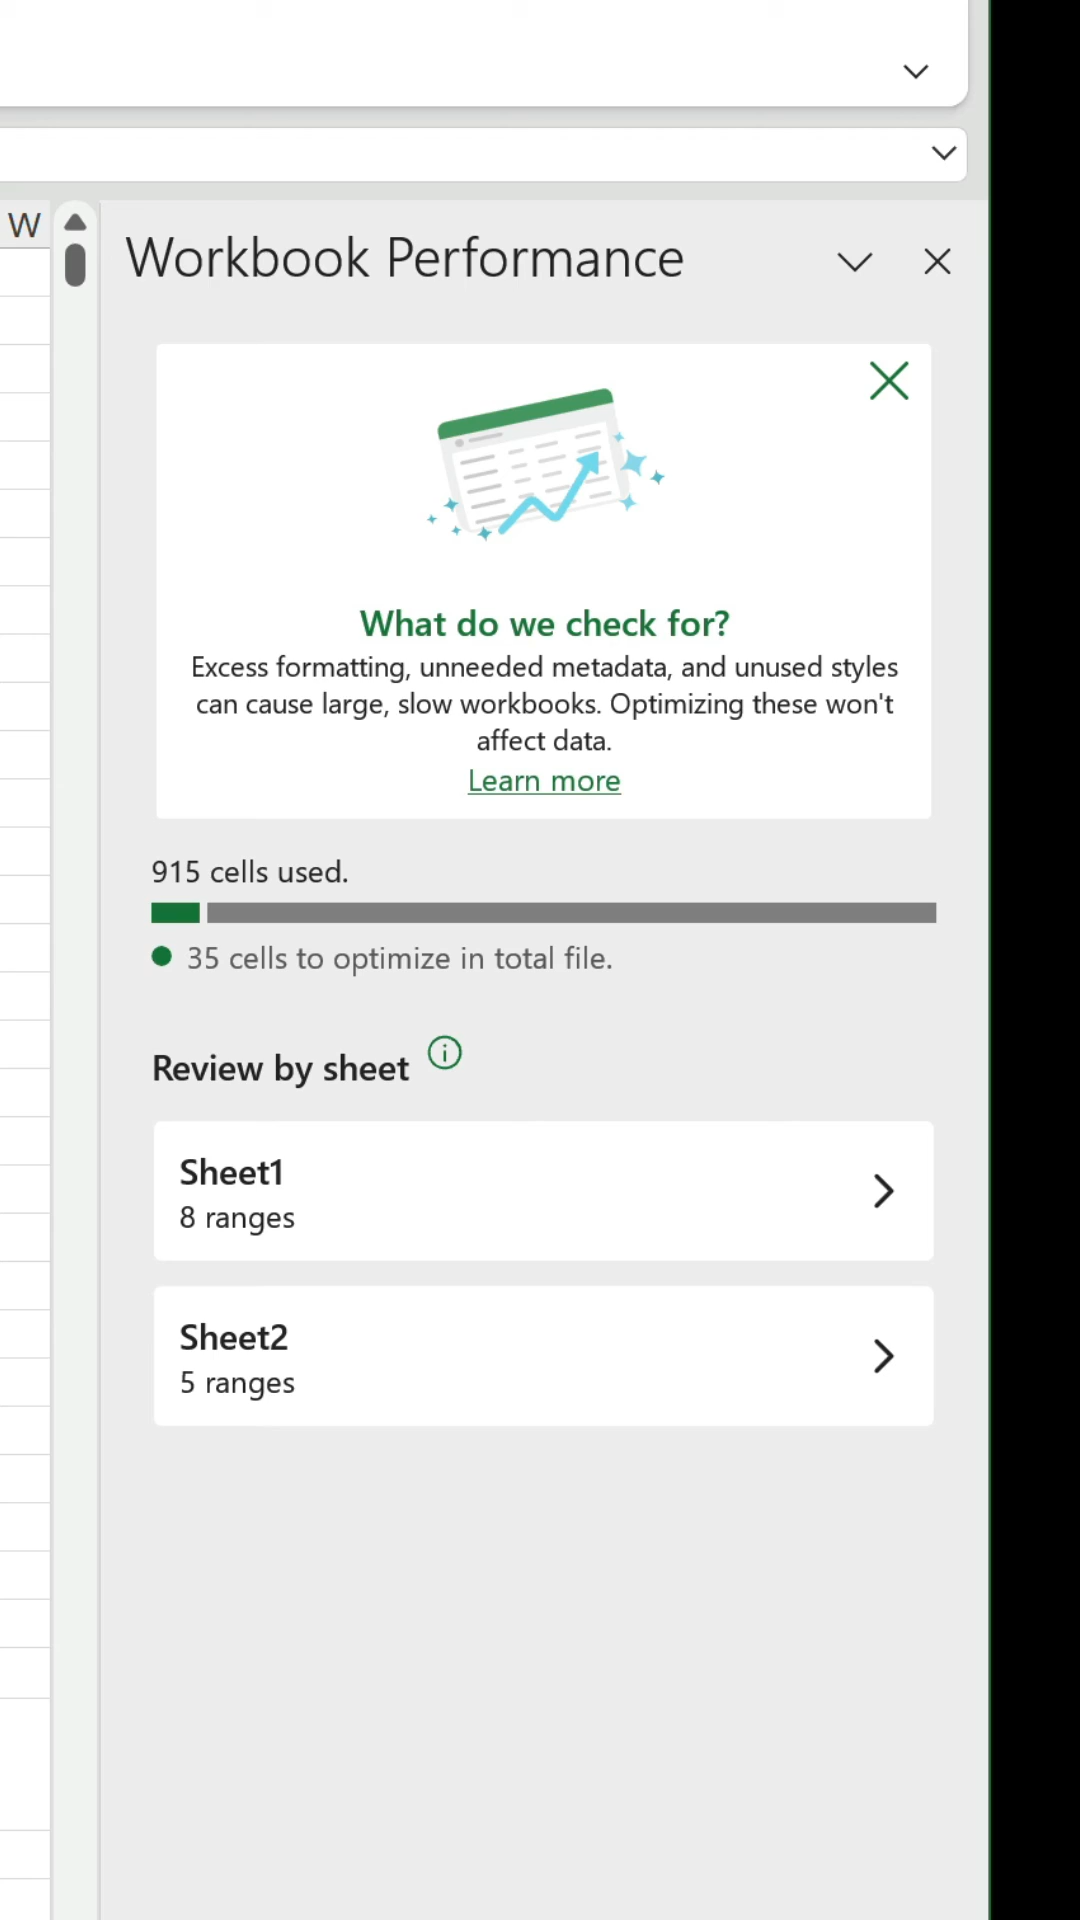 W
Workbook Performance
What do we check for?
Excess formatting, unneeded metadata, and unused styles
can cause large, slow workbooks. Optimizing these won't
affect data.
Learn more
915 cells used.
35 cells to optimize in total file.
Review by sheet
Sheet1
8 ranges
Sheet2
5 ranges